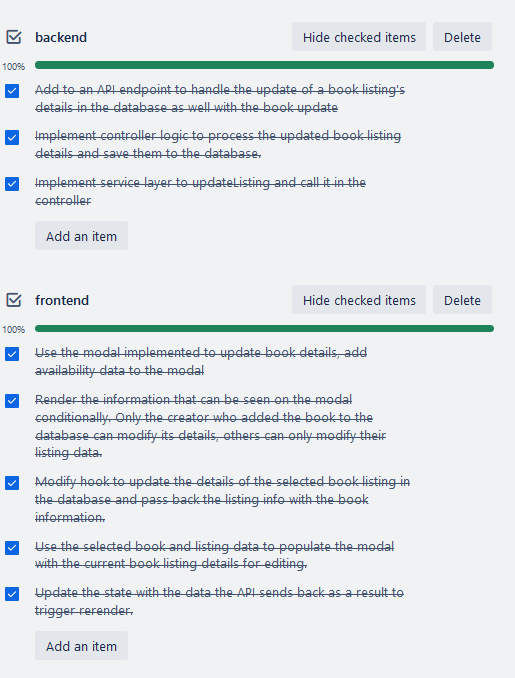 backend
Hide checked items
Delete
100%
Add to an API endpoint to handle the update of a book listing's
details in the database as well with the book update
Implement controller logic to process the updated book listing
details and save them to the database.
Implement service layer to updateListing and call it in the
controller
Add an item
frontend
Hide checked items
Delete
100%
Use the modal implemented to update book details, add
availability data to the modal
Render the information that can be seen on the modal
conditionally. Only the creator who added the book to the
database can modify its details, others can only modify their
listing data.
Modify hook to update the details of the selected book listing in
the database and pass back the listing info with the book
information.
Use the selected book and listing data to populate the modal
with the current book listing details for editing.
Update the state with the data the API sends back as a result to
trigger rerender.
Add an item